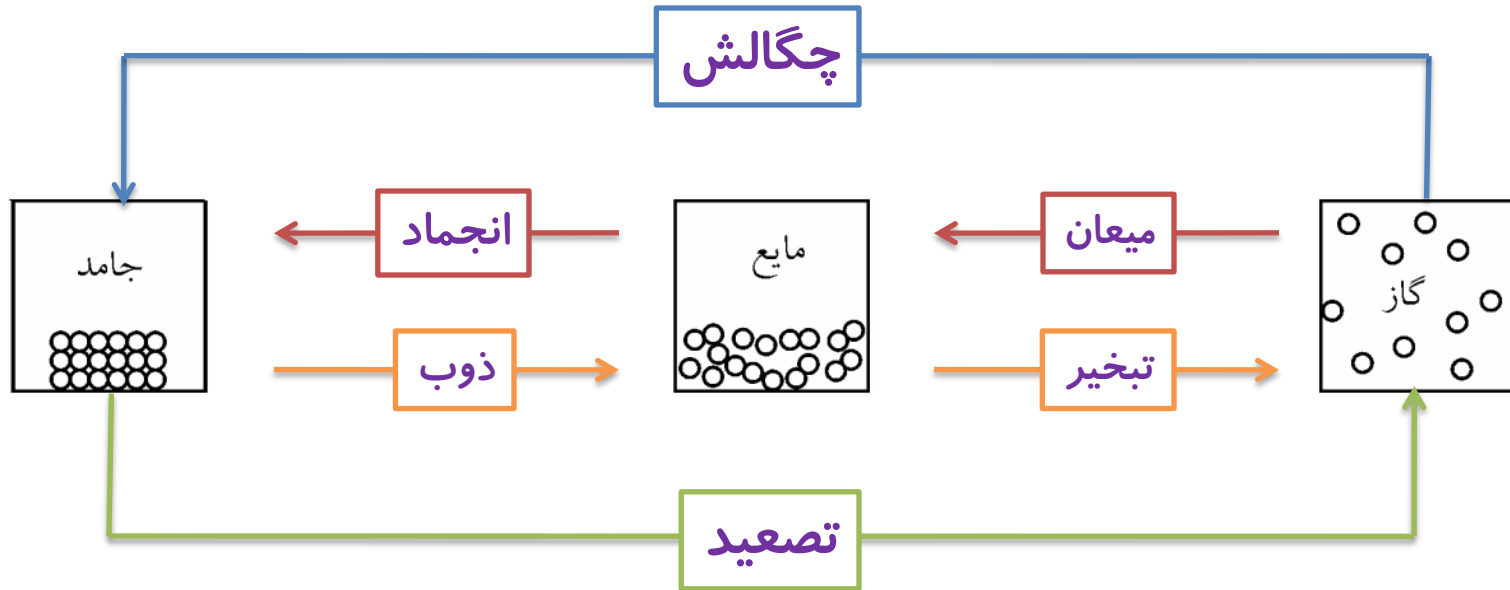 چگالش
میعان
انجماد
گاز
مایع
جامد
تبخیر
ذوب
تصعید